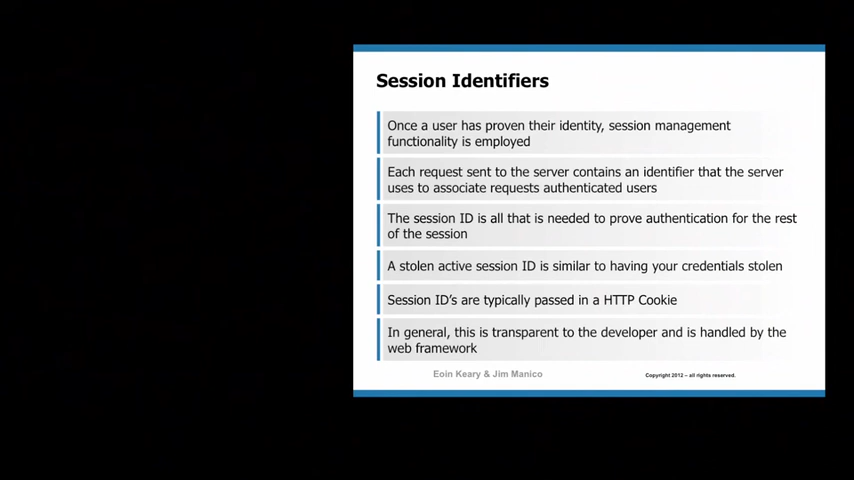 Session Identifiers
Once a user has proven their identity, session management
functionality is employed
Each request sent to the server contains an identifier that the server
uses to associate requests authenticated users
The session ID is all that is needed to prove authentication for the rest
of the session
A stolen active session ID is similar to having your credentials stolen
Session ID's are typically passed in a HTTP Cookie
In general, this is transparent to the developer and is handled by the
web framework
Eoin Keary & Jim Manico
Copyright 2012 – all rights reserved.